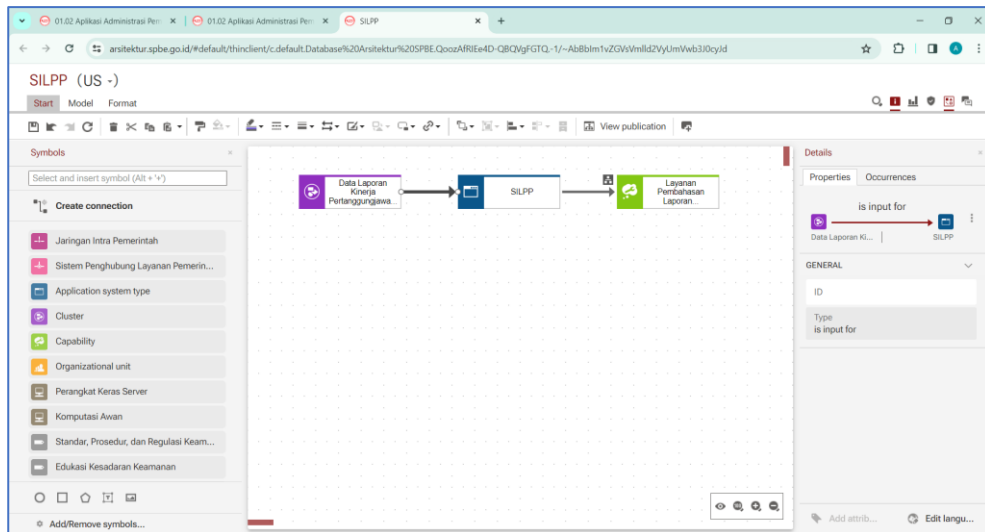 01.02 Aplikasi Administrasi Pem
01.02 Aplikasi Administrasi Pem
SILPP
arsitektur.spbe.go.id/#default/thinclient/c.default.Database%20Arsitektur%20SPBE.
SILPP (US -)
Start Model Format
View publication
Symbols
Select and insert symbol (Alt + '+')
Create connection
Jaringan Intra Pemerintah
Sistem Penghubung Layanan Pemerin...
Application system type
Cluster
Capability
Organizational unit
Perangkat Keras Server
Komputasi Awan
Standar, Prosedur, dan Regulasi Keam...
Edukasi Kesadaran Keamanan
Add/Remove symbols...
Data Laporan
Kinerja
Pertanggungjawa...
SILPP
Layanan
Pembahasan
Laporan...
Details
Properties Occurrences
is input for
Data Laporan Ki...
SILPP
GENERAL
ID
Type
is input for
Add attrib... Edit langu...